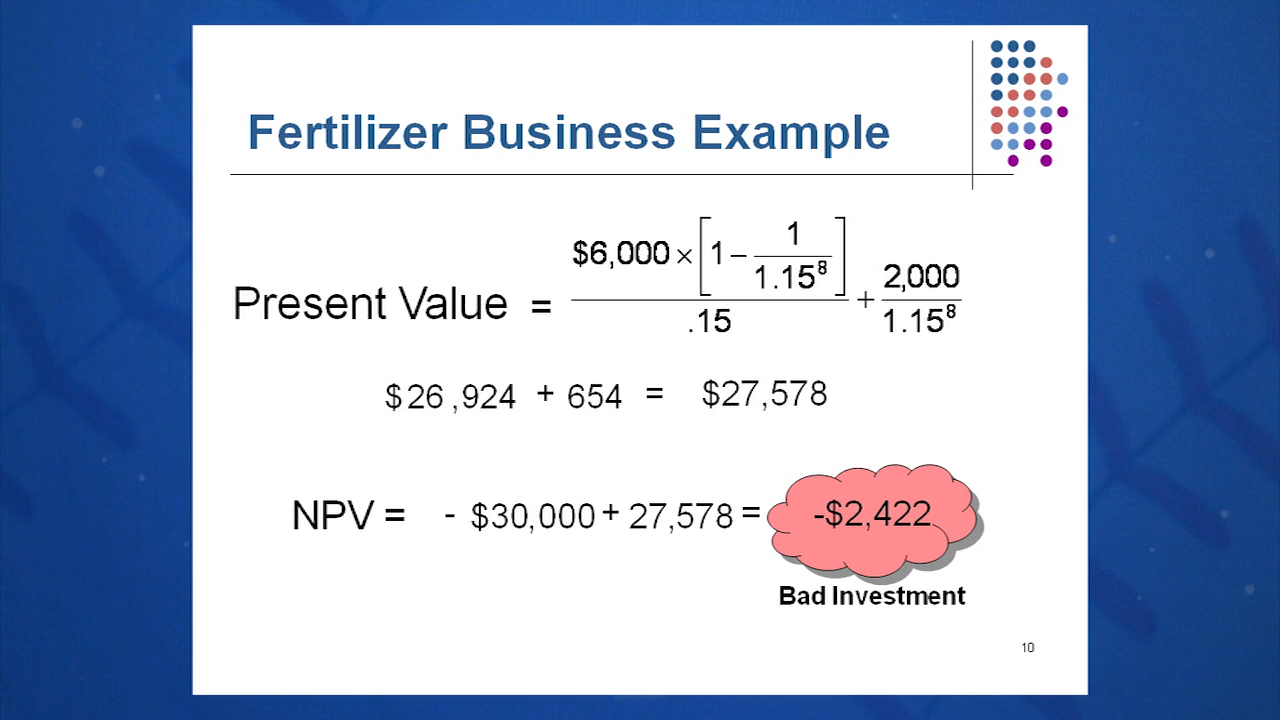 Fertilizer Business Example
Present Value = $6,000 × [1 – 1/1.15⁸] / .15 + 2,000/1.15⁸
$26,924 + 654 = $27,578
NPV = - $30,000 + 27,578 = -$2,422
Bad Investment
10